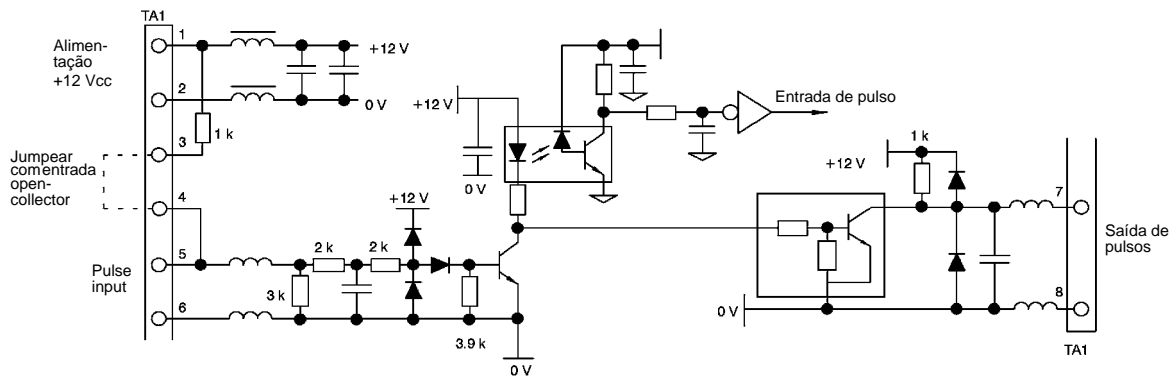 TA1
Alimen-
tação
+12 Vcc
1
+12 V
2
0 V
1 k
3
Jumpear
comentrada
open-
collector
4
Pulse
input
5
2 k
2 k
3 k
6
3.9 k
+12 V
0 V
+12 V
0 V
Entrada de pulso
1 k
+12 V
0 V
7
Saída de
pulsos
8
TA1